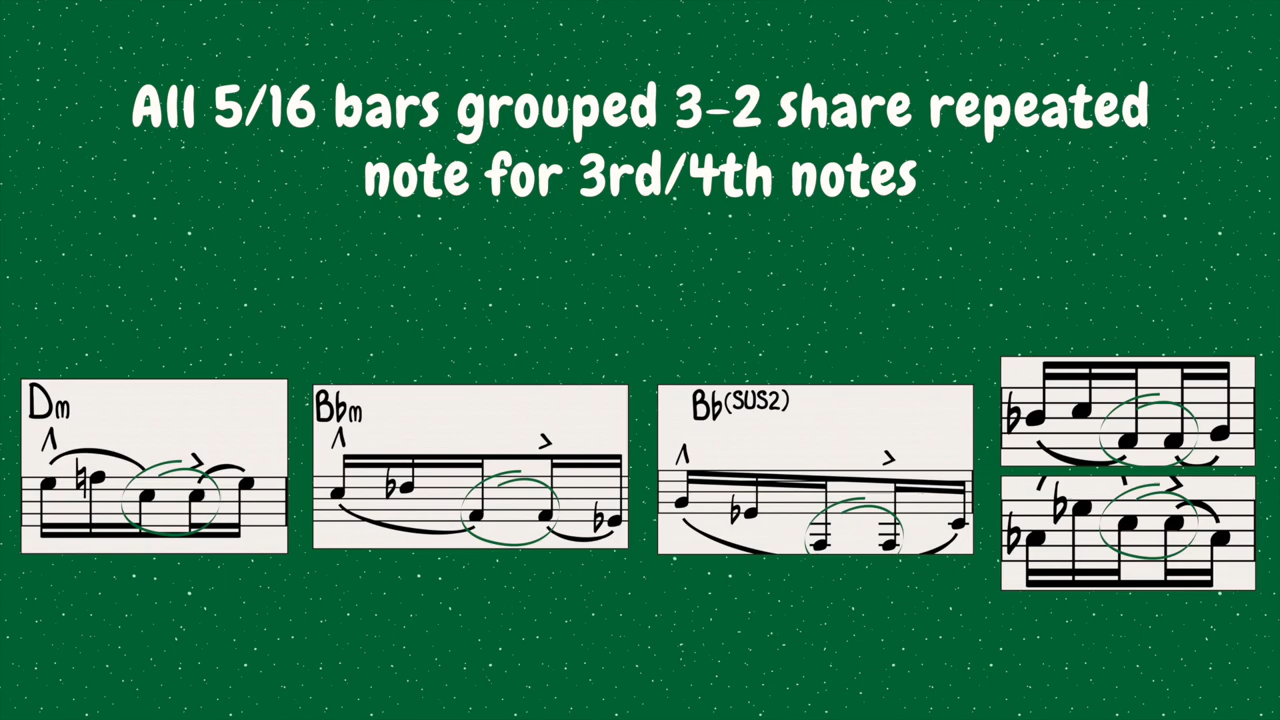 All 5/16 bars grouped 3-2 share repeated
note for 3rd/4th notes
Dm
Bbm
Bb(SUS2)